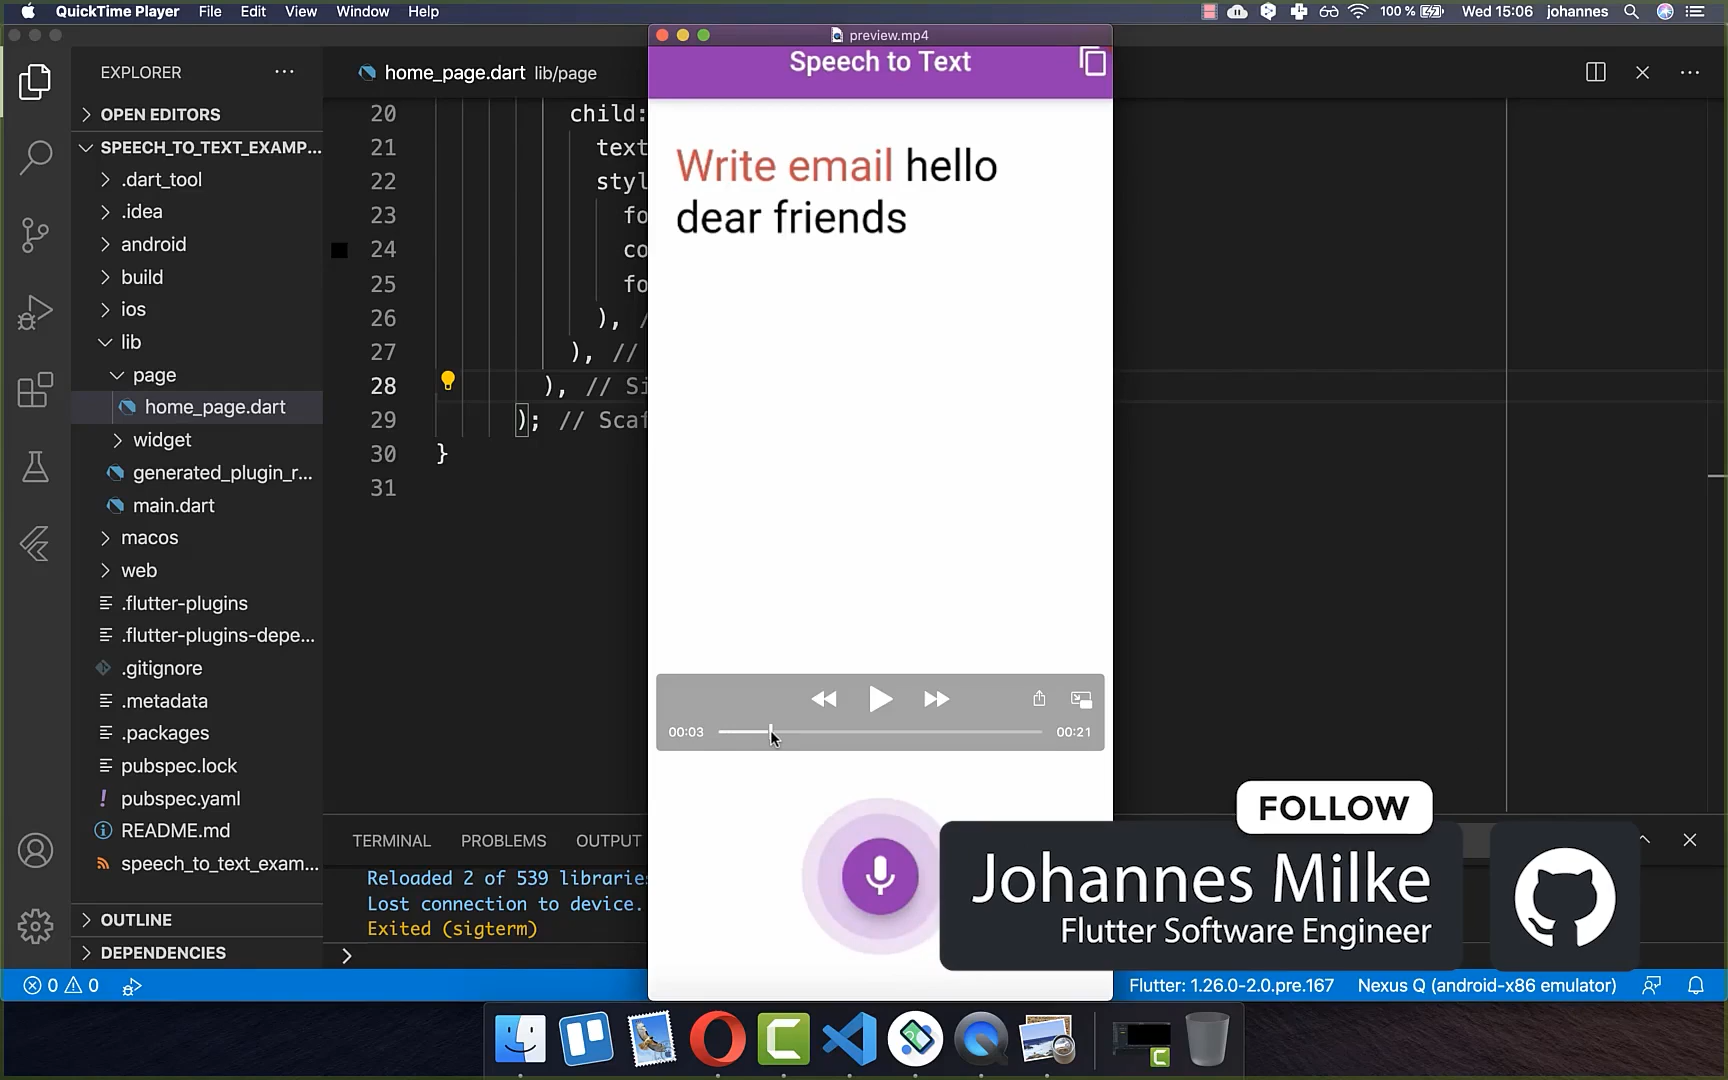 QuickTime Player File Edit View Window Help 100 % Wed 15:06 johannes
EXPLORER
OPEN EDITORS
SPEECH_TO_TEXT_EXAMP...
.dart_tool
.idea
android
build
ios
lib
page
home_page.dart
widget
generated_plugin_r...
main.dart
macos
web
.flutter-plugins
.flutter-plugins-depe...
.gitignore
.metadata
.packages
pubspec.lock
pubspec.yaml
README.md
speech_to_text_exam...
OUTLINE
DEPENDENCIES
home_page.dart lib/page
20 child:
21 text
22 styl
23 fo
24 co
25 fo
26 ), /
27 ), //
28 ), // Si
29 ); // Scaf
30 }
31
TERMINAL PROBLEMS OUTPUT
Reloaded 2 of 539 libraries
Lost connection to device.
Exited (sigterm)
preview.mp4
Speech to Text
Write email hello
dear friends
00:03 00:21
FOLLOW
Johannes Milke
Flutter Software Engineer
0 0 Flutter: 1.26.0-2.0.pre.167 Nexus Q (android-x86 emulator)